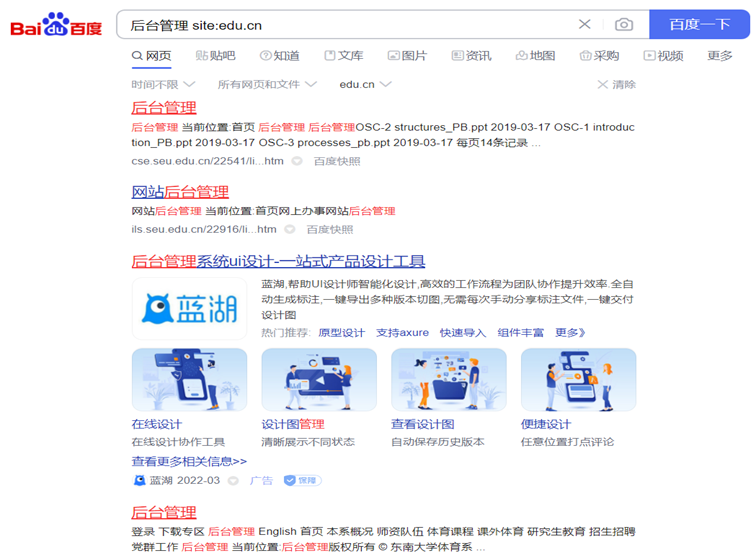 Bai du 百度
后台管理 site:edu.cn
百度一下
网页 贴贴吧 知道 文库 图片 资讯 地图 采购 视频 更多
时间不限 所有网页和文件 edu.cn 清除
后台管理
后台管理 当前位置:首页 后台管理 后台管理OSC-2 structures_PB.ppt 2019-03-17 OSC-1 introduc
tion_PB.ppt 2019-03-17 OSC-3 processes_pb.ppt 2019-03-17 每页14条记录 ...
cse.seu.edu.cn/22541/li...htm 百度快照
网站后台管理
网站后台管理 当前位置:首页网上办事网站后台管理
ils.seu.edu.cn/22916/li...htm 百度快照
后台管理系统ui设计-一站式产品设计工具
蓝湖
蓝湖,帮助UI设计师智能化设计,高效的工作流程为团队协作提升效率.全自
动生成标注,一键导出多种版本切图,无需每次手动分享标注文件,一键交付
设计图
热门推荐: 原型设计 支持axure 快速导入 组件丰富 更多》
在线设计 设计图管理 查看设计图 便捷设计
在线设计协作工具 清晰展示不同状态 自动保存历史版本 任意位置打点评论
查看更多相关信息>>
蓝湖 2022-03 广告 保障
后台管理
登录 下载专区 后台管理 English 首页 本系概况 师资队伍 体育课程 课外体育 研究生教育 招生招聘
党群工作 后台管理 当前位置:后台管理版权所有 © 东南大学体育系 ...